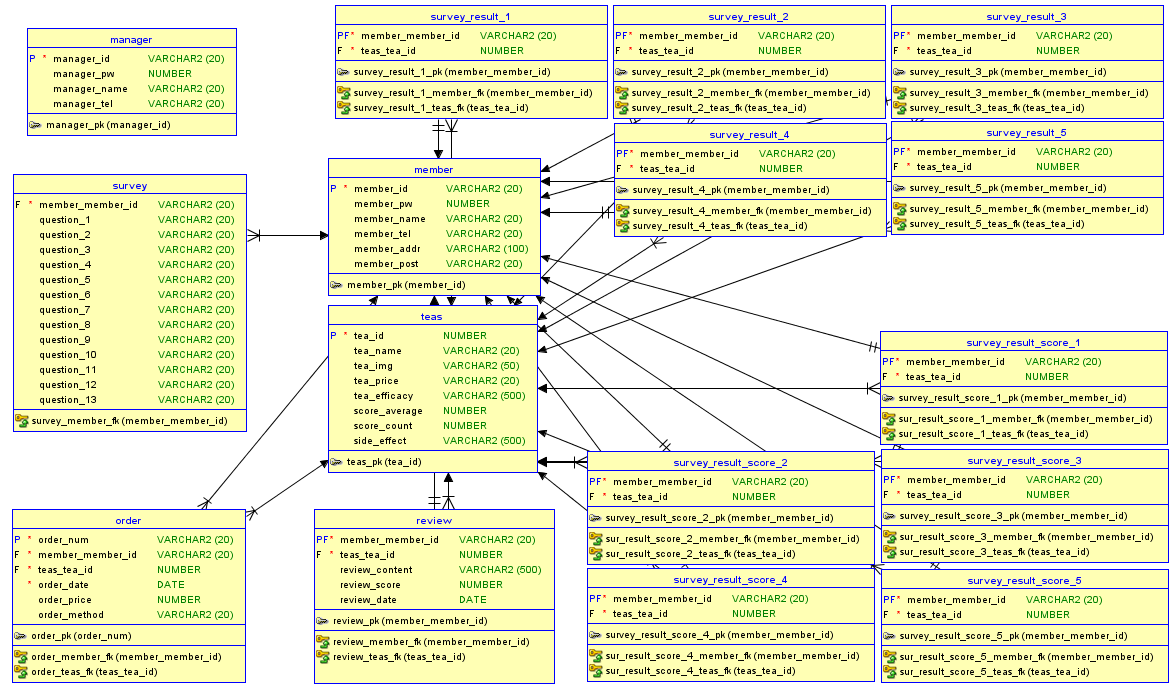 manager
P * manager_id VARCHAR2 (20)
manager_pw NUMBER
manager_name VARCHAR2 (20)
manager_tel VARCHAR2 (20)
manager_pk (manager_id)
survey_result_1
PF* member_member_id VARCHAR2 (20)
F * teas_tea_id NUMBER
survey_result_1_pk (member_member_id)
survey_result_1_member_fk (member_member_id)
survey_result_1_teas_fk (teas_tea_id)
survey_result_2
PF* member_member_id VARCHAR2 (20)
F * teas_tea_id NUMBER
survey_result_2_pk (member_member_id)
survey_result_2_member_fk (member_member_id)
survey_result_2_teas_fk (teas_tea_id)
survey_result_3
PF* member_member_id VARCHAR2 (20)
F * teas_tea_id NUMBER
survey_result_3_pk (member_member_id)
survey_result_3_member_fk (member_member_id)
survey_result_3_teas_fk (teas_tea_id)
survey_result_4
PF* member_member_id VARCHAR2 (20)
F * teas_tea_id NUMBER
survey_result_4_pk (member_member_id)
survey_result_4_member_fk (member_member_id)
survey_result_4_teas_fk (teas_tea_id)
survey_result_5
PF* member_member_id VARCHAR2 (20)
F * teas_tea_id NUMBER
survey_result_5_pk (member_member_id)
survey_result_5_member_fk (member_member_id)
survey_result_5_teas_fk (teas_tea_id)
survey
F * member_member_id VARCHAR2 (20)
question_1 VARCHAR2 (20)
question_2 VARCHAR2 (20)
question_3 VARCHAR2 (20)
question_4 VARCHAR2 (20)
question_5 VARCHAR2 (20)
question_6 VARCHAR2 (20)
question_7 VARCHAR2 (20)
question_8 VARCHAR2 (20)
question_9 VARCHAR2 (20)
question_10 VARCHAR2 (20)
question_11 VARCHAR2 (20)
question_12 VARCHAR2 (20)
question_13 VARCHAR2 (20)
survey_member_fk (member_member_id)
member
P * member_id VARCHAR2 (20)
member_pw NUMBER
member_name VARCHAR2 (20)
member_tel VARCHAR2 (20)
member_addr VARCHAR2 (100)
member_post VARCHAR2 (20)
member_pk (member_id)
teas
P * tea_id NUMBER
tea_name VARCHAR2 (20)
tea_img VARCHAR2 (50)
tea_price VARCHAR2 (20)
tea_efficacy VARCHAR2 (500)
score_average NUMBER
score_count NUMBER
side_effect VARCHAR2 (500)
teas_pk (tea_id)
survey_result_score_1
PF* member_member_id VARCHAR2 (20)
F * teas_tea_id NUMBER
survey_result_score_1_pk (member_member_id)
sur_result_score_1_member_fk (member_member_id)
sur_result_score_1_teas_fk (teas_tea_id)
survey_result_score_2
PF* member_member_id VARCHAR2 (20)
F * teas_tea_id NUMBER
survey_result_score_2_pk (member_member_id)
sur_result_score_2_member_fk (member_member_id)
sur_result_score_2_teas_fk (teas_tea_id)
survey_result_score_3
PF* member_member_id VARCHAR2 (20)
F * teas_tea_id NUMBER
survey_result_score_3_pk (member_member_id)
sur_result_score_3_member_fk (member_member_id)
sur_result_score_3_teas_fk (teas_tea_id)
order
P * order_num VARCHAR2 (20)
F * member_member_id VARCHAR2 (20)
F * teas_tea_id NUMBER
* order_date DATE
order_price NUMBER
order_method VARCHAR2 (20)
order_pk (order_num)
order_member_fk (member_member_id)
order_teas_fk (teas_tea_id)
review
PF* member_member_id VARCHAR2 (20)
F * teas_tea_id NUMBER
review_content VARCHAR2 (500)
review_score NUMBER
review_date DATE
review_pk (member_member_id)
review_member_fk (member_member_id)
review_teas_fk (teas_tea_id)
survey_result_score_4
PF* member_member_id VARCHAR2 (20)
F * teas_tea_id NUMBER
survey_result_score_4_pk (member_member_id)
sur_result_score_4_member_fk (member_member_id)
sur_result_score_4_teas_fk (teas_tea_id)
survey_result_score_5
PF* member_member_id VARCHAR2 (20)
F * teas_tea_id NUMBER
survey_result_score_5_pk (member_member_id)
sur_result_score_5_member_fk (member_member_id)
sur_result_score_5_teas_fk (teas_tea_id)